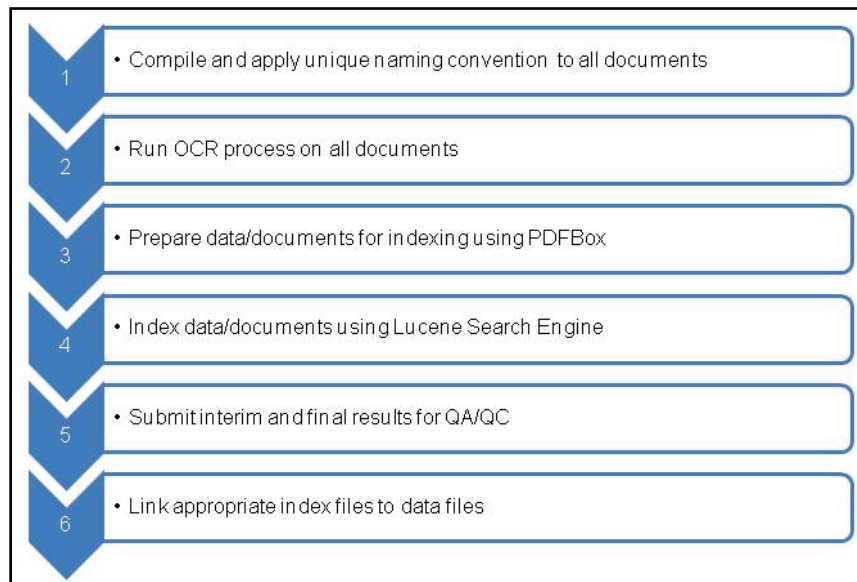 1
• Compile and apply unique naming convention to all documents
2
• Run OCR process on all documents
3
• Prepare data/documents for indexing using PDFBox
4
• Index data/documents using Lucene Search Engine
5
• Submit interim and final results for QA/QC
6
• Link appropriate index files to data files